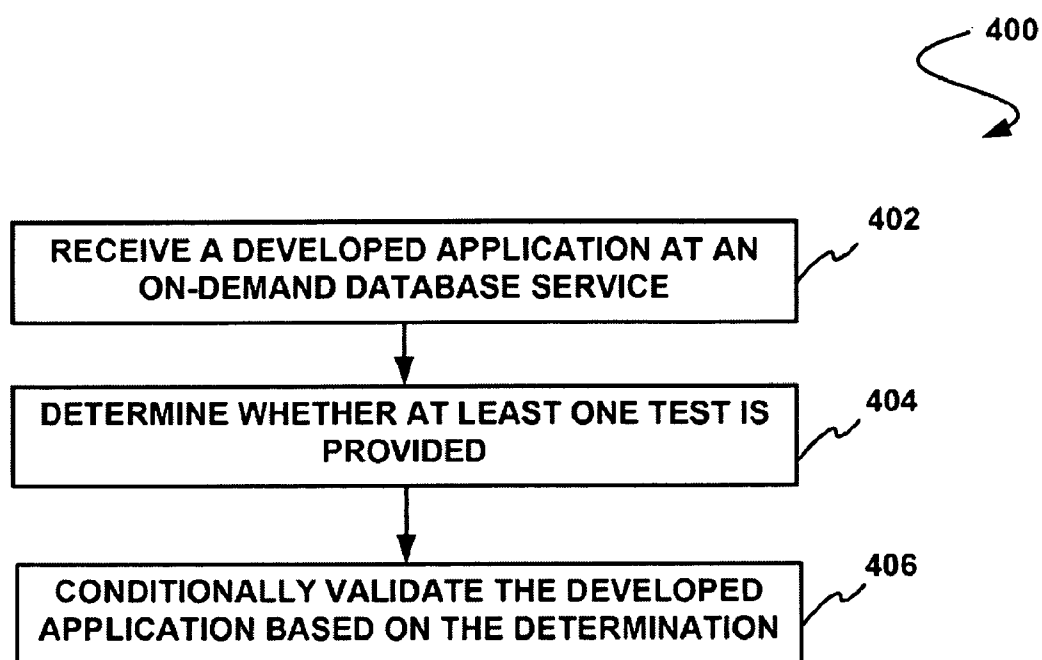 400
RECEIVE A DEVELOPED APPLICATION AT AN
ON-DEMAND DATABASE SERVICE
402
DETERMINE WHETHER AT LEAST ONE TEST IS
PROVIDED
404
CONDITIONALLY VALIDATE THE DEVELOPED
APPLICATION BASED ON THE DETERMINATION
406